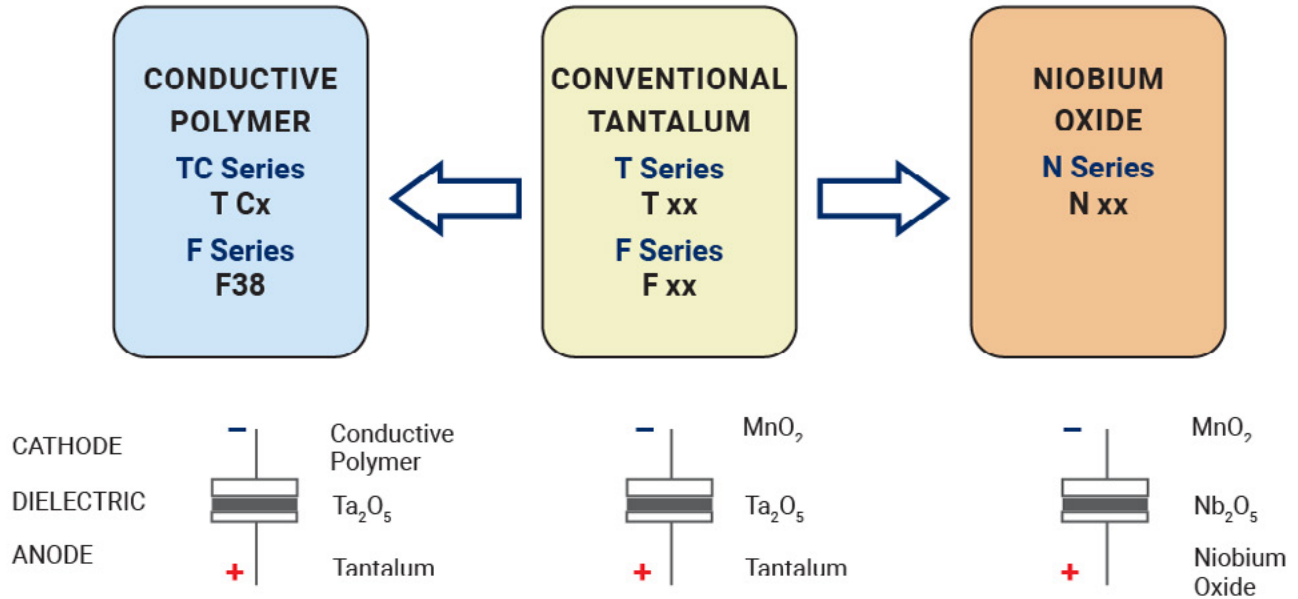 CONDUCTIVE
POLYMER
TC Series
T Cx
F Series
F38
CONVENTIONAL
TANTALUM
T Series
T xx
F Series
F xx
NIOBIUM
OXIDE
N Series
N xx
CATHODE
DIELECTRIC
ANODE
−
Conductive
Polymer
Ta₂O₅
+
Tantalum
−
MnO₂
Ta₂O₅
+
Tantalum
−
MnO₂
Nb₂O₅
+
Niobium
Oxide